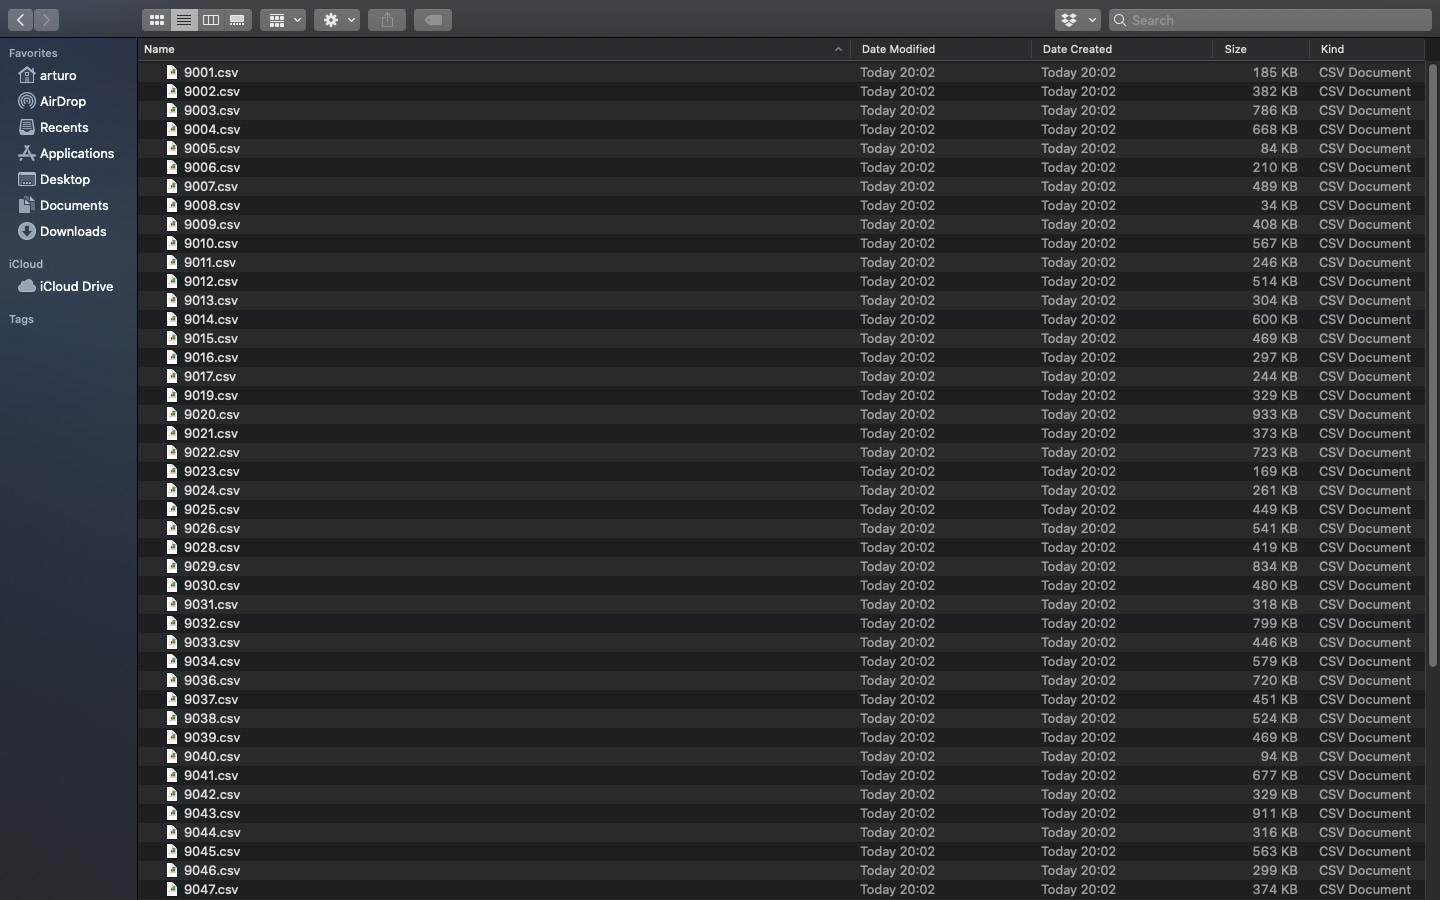 Search
Favorites
arturo
AirDrop
Recents
Applications
Desktop
Documents
Downloads
iCloud
iCloud Drive
Tags
Name Date Modified Date Created Size Kind
9001.csv Today 20:02 Today 20:02 185 KB CSV Document
9002.csv Today 20:02 Today 20:02 382 KB CSV Document
9003.csv Today 20:02 Today 20:02 786 KB CSV Document
9004.csv Today 20:02 Today 20:02 668 KB CSV Document
9005.csv Today 20:02 Today 20:02 84 KB CSV Document
9006.csv Today 20:02 Today 20:02 210 KB CSV Document
9007.csv Today 20:02 Today 20:02 489 KB CSV Document
9008.csv Today 20:02 Today 20:02 34 KB CSV Document
9009.csv Today 20:02 Today 20:02 408 KB CSV Document
9010.csv Today 20:02 Today 20:02 567 KB CSV Document
9011.csv Today 20:02 Today 20:02 246 KB CSV Document
9012.csv Today 20:02 Today 20:02 514 KB CSV Document
9013.csv Today 20:02 Today 20:02 304 KB CSV Document
9014.csv Today 20:02 Today 20:02 600 KB CSV Document
9015.csv Today 20:02 Today 20:02 469 KB CSV Document
9016.csv Today 20:02 Today 20:02 297 KB CSV Document
9017.csv Today 20:02 Today 20:02 244 KB CSV Document
9019.csv Today 20:02 Today 20:02 329 KB CSV Document
9020.csv Today 20:02 Today 20:02 933 KB CSV Document
9021.csv Today 20:02 Today 20:02 373 KB CSV Document
9022.csv Today 20:02 Today 20:02 723 KB CSV Document
9023.csv Today 20:02 Today 20:02 169 KB CSV Document
9024.csv Today 20:02 Today 20:02 261 KB CSV Document
9025.csv Today 20:02 Today 20:02 449 KB CSV Document
9026.csv Today 20:02 Today 20:02 541 KB CSV Document
9028.csv Today 20:02 Today 20:02 419 KB CSV Document
9029.csv Today 20:02 Today 20:02 834 KB CSV Document
9030.csv Today 20:02 Today 20:02 480 KB CSV Document
9031.csv Today 20:02 Today 20:02 318 KB CSV Document
9032.csv Today 20:02 Today 20:02 799 KB CSV Document
9033.csv Today 20:02 Today 20:02 446 KB CSV Document
9034.csv Today 20:02 Today 20:02 579 KB CSV Document
9036.csv Today 20:02 Today 20:02 720 KB CSV Document
9037.csv Today 20:02 Today 20:02 451 KB CSV Document
9038.csv Today 20:02 Today 20:02 524 KB CSV Document
9039.csv Today 20:02 Today 20:02 469 KB CSV Document
9040.csv Today 20:02 Today 20:02 94 KB CSV Document
9041.csv Today 20:02 Today 20:02 677 KB CSV Document
9042.csv Today 20:02 Today 20:02 329 KB CSV Document
9043.csv Today 20:02 Today 20:02 911 KB CSV Document
9044.csv Today 20:02 Today 20:02 316 KB CSV Document
9045.csv Today 20:02 Today 20:02 563 KB CSV Document
9046.csv Today 20:02 Today 20:02 299 KB CSV Document
9047.csv Today 20:02 Today 20:02 374 KB CSV Document